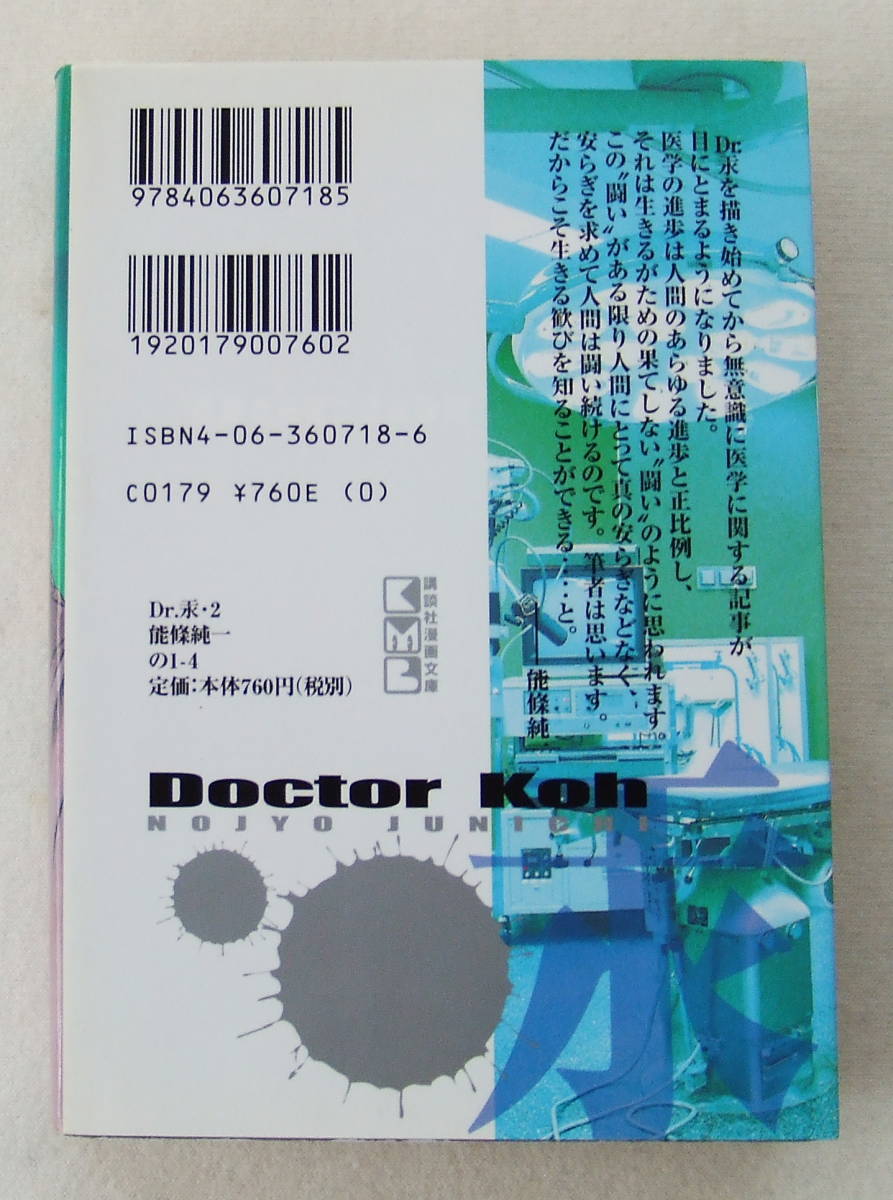 9784063607185
1920179007602
ISBN4-06-360718-6
C0179 ¥760E (0)
Dr.汞・2
能條純一
の1-4
定価：本体760円（税別）
KMB
講談社漫画文庫
Dr.汞を描き始めてから無意識に医学に関する記事が
目にとまるようになりました。
医学の進歩は人間のあらゆる進歩と正比例し、
それは生きるがための果てしない〝闘い〟のように思われます。
この〝闘い〟がある限り人間にとって真の安らぎなどなく、
安らぎを求めて人間は闘い続けるのです。筆者は思います。
だからこそ生きる歓びを知ることができる‥‥と。
――能條純一
Doctor Koh
NOJYO JUNICHI
汞